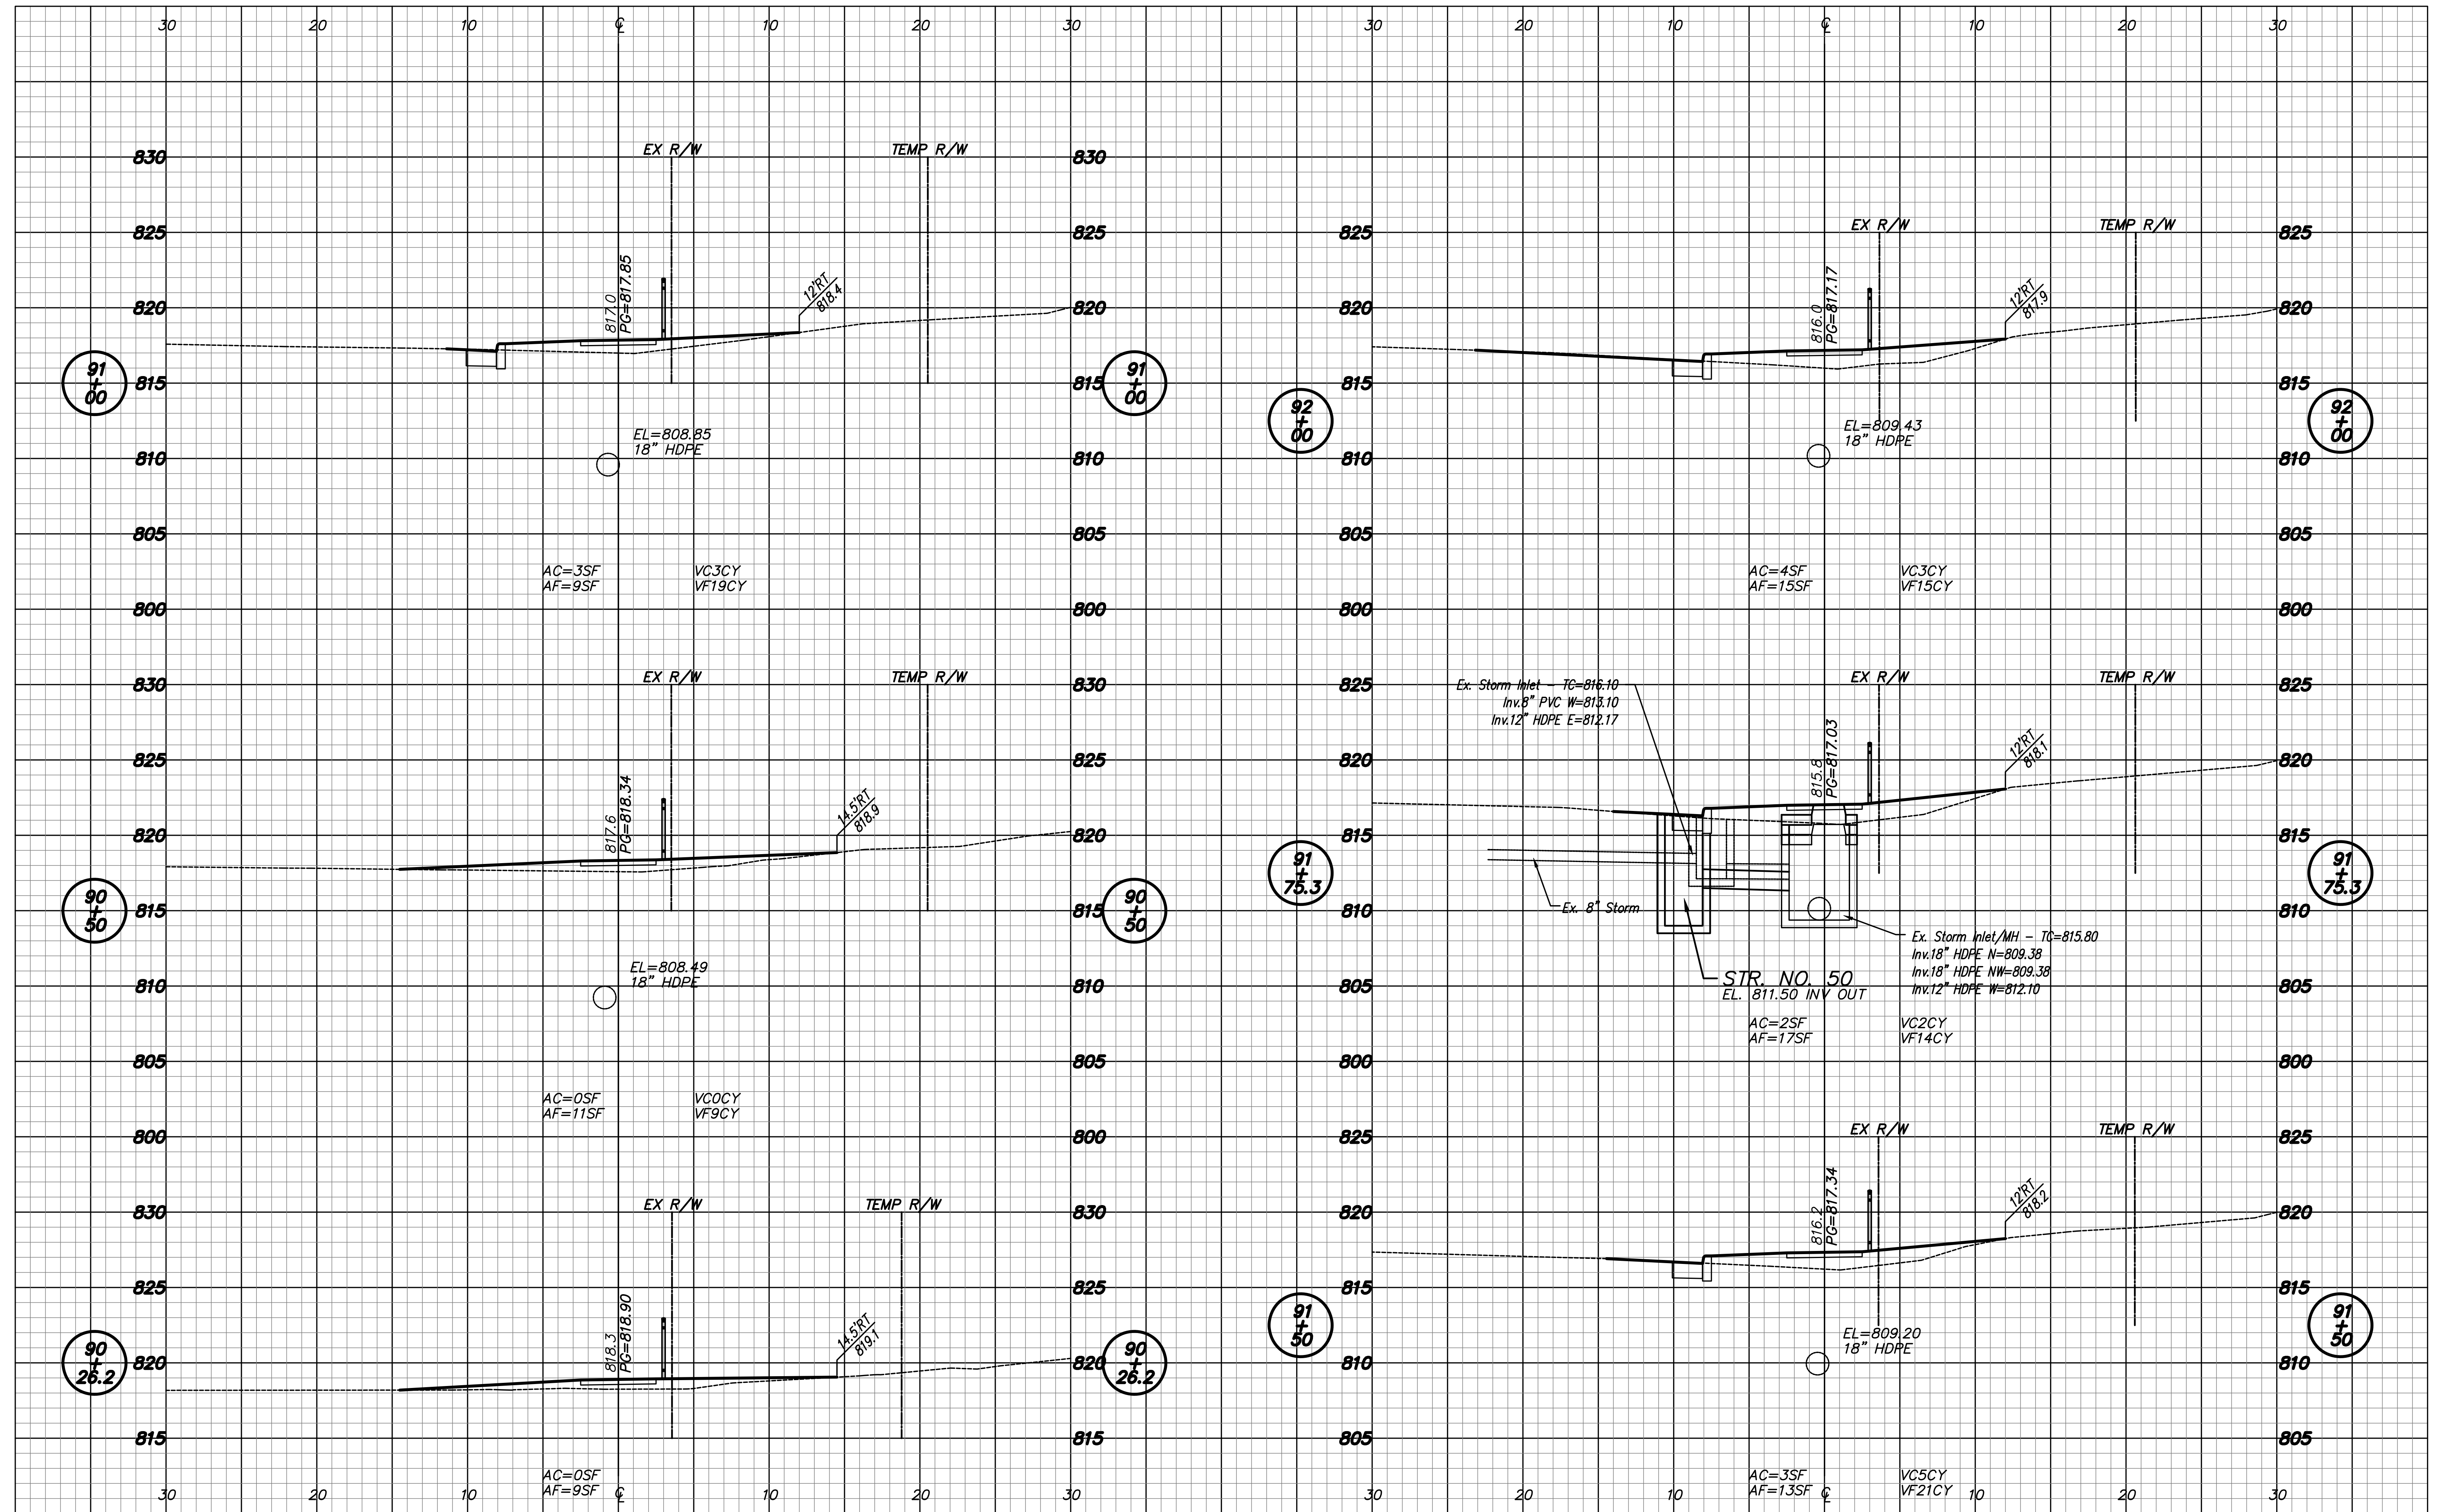 30 20 10 ℄ 10 20 30 20 10 ℄ 10 20 30
EX R/W TEMP R/W
830 830
825 825
820 820
815 815
810 810
805 805
800 800
817.0
PG=817.85
12'RT
818.4
91
+
00
91
+
00
EL=808.85
18" HDPE
AC=3SF VC3CY
AF=9SF VF19CY
EX R/W TEMP R/W
830 830
825 825
820 820
815 815
810 810
805 805
800 800
817.6
PG=818.34
14.5'RT
818.9
90
+
50
90
+
50
EL=808.49
18" HDPE
AC=0SF VC0CY
AF=11SF VF9CY
EX R/W TEMP R/W
830 830
825 825
820 820
815 815
818.3
PG=818.90
14.5'RT
819.1
90
+
26.2
90
+
26.2
AC=0SF
AF=9SF
EX R/W TEMP R/W
825 825
820 820
815 815
810 810
805 805
800 800
816.0
PG=817.17
12'RT
817.9
92
+
00
92
+
00
EL=809.43
18" HDPE
AC=4SF VC3CY
AF=15SF VF15CY
EX R/W TEMP R/W
825 825
820 820
815 815
810 810
805 805
800 800
Ex. Storm Inlet - TC=816.10
Inv.8" PVC W=813.10
Inv.12" HDPE E=812.17
815.8
PG=817.03
12'RT
818.1
91
+
75.3
91
+
75.3
Ex. 8" Storm
STR. NO. 50
EL. 811.50 INV OUT
Ex. Storm Inlet/MH - TC=815.80
Inv.18" HDPE N=809.38
Inv.18" HDPE NW=809.38
Inv.12" HDPE W=812.10
AC=2SF VC2CY
AF=17SF VF14CY
EX R/W TEMP R/W
825 825
820 820
815 815
810 810
805 805
816.2
PG=817.34
12'RT
818.2
91
+
50
91
+
50
EL=809.20
18" HDPE
AC=3SF VC5CY
AF=13SF VF21CY
30 20 10 ℄ 10 20 30 20 10 ℄ 10 20 30